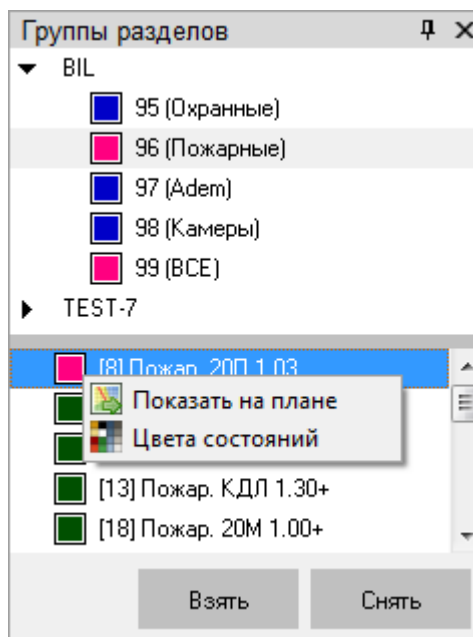 Группы разделов
BIL
95 (Охранные)
96 (Пожарные)
97 (Adem)
98 (Камеры)
99 (ВСЕ)
TEST-7
[8] Пожар. 20П 1.03
Показать на плане
Цвета состояний
[13] Пожар. КДЛ 1.30+
[18] Пожар. 20М 1.00+
Взять Снять